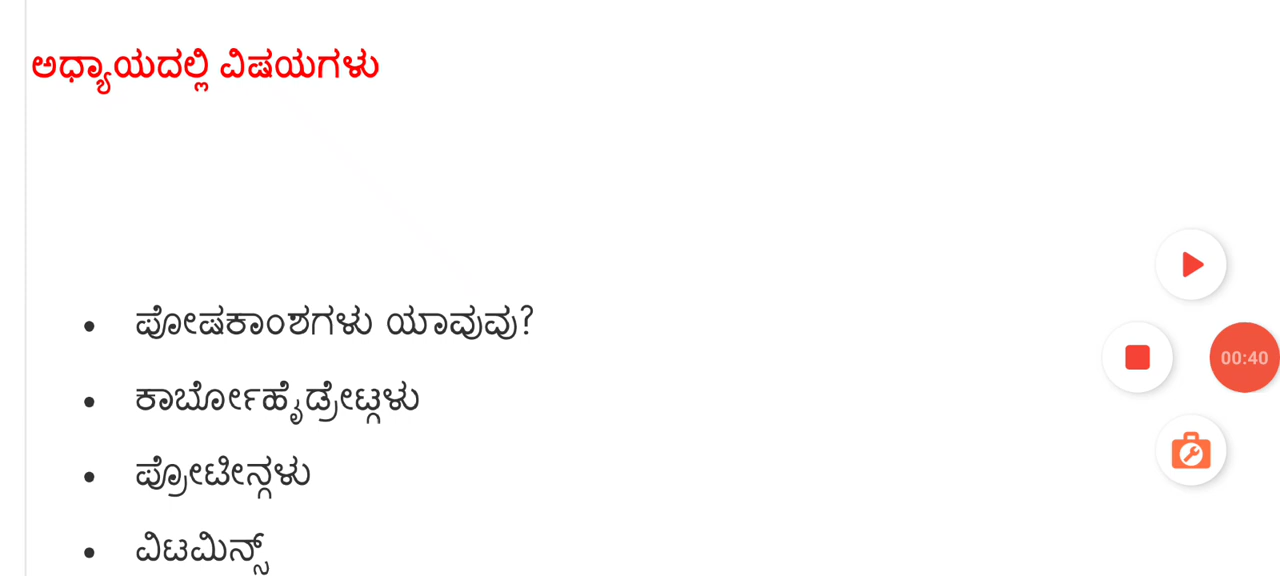 ಅಧ್ಯಾಯದಲ್ಲಿ ವಿಷಯಗಳು
• ಪೋಷಕಾಂಶಗಳು ಯಾವುವು?
• ಕಾರ್ಬೋಹೈಡ್ರೇಟ್ಗಳು
• ಪ್ರೋಟೀನ್ಗಳು
• ವಿಟಮಿನ್ಸ್
00:40